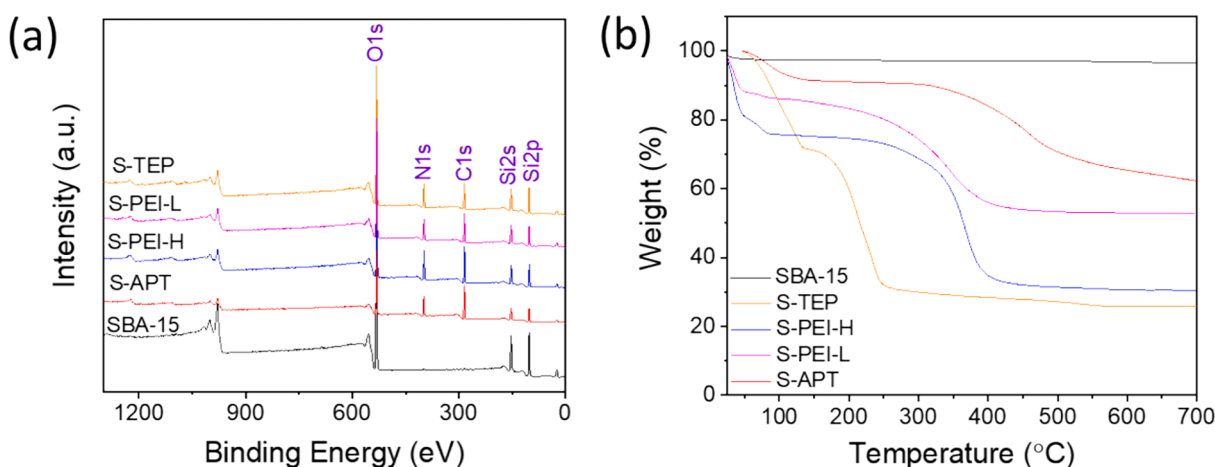 (a)
Intensity (a.u.)
O1s
N1s
C1s
Si2s
Si2p
S-TEP
S-PEI-L
S-PEI-H
S-APT
SBA-15
1200 900 600 300 0
Binding Energy (eV)
(b)
Weight (%)
100
80
60
40
20
0
SBA-15
S-TEP
S-PEI-H
S-PEI-L
S-APT
100 200 300 400 500 600 700
Temperature (°C)